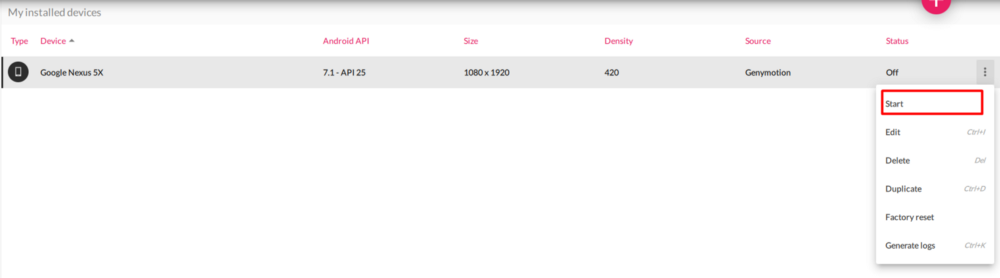 My installed devices
Type Device Android API Size Density Source Status
Google Nexus 5X 7.1 - API 25 1080 x 1920 420 Genymotion Off
Start
Edit Ctrl+I
Delete Del
Duplicate Ctrl+D
Factory reset
Generate logs Ctrl+K